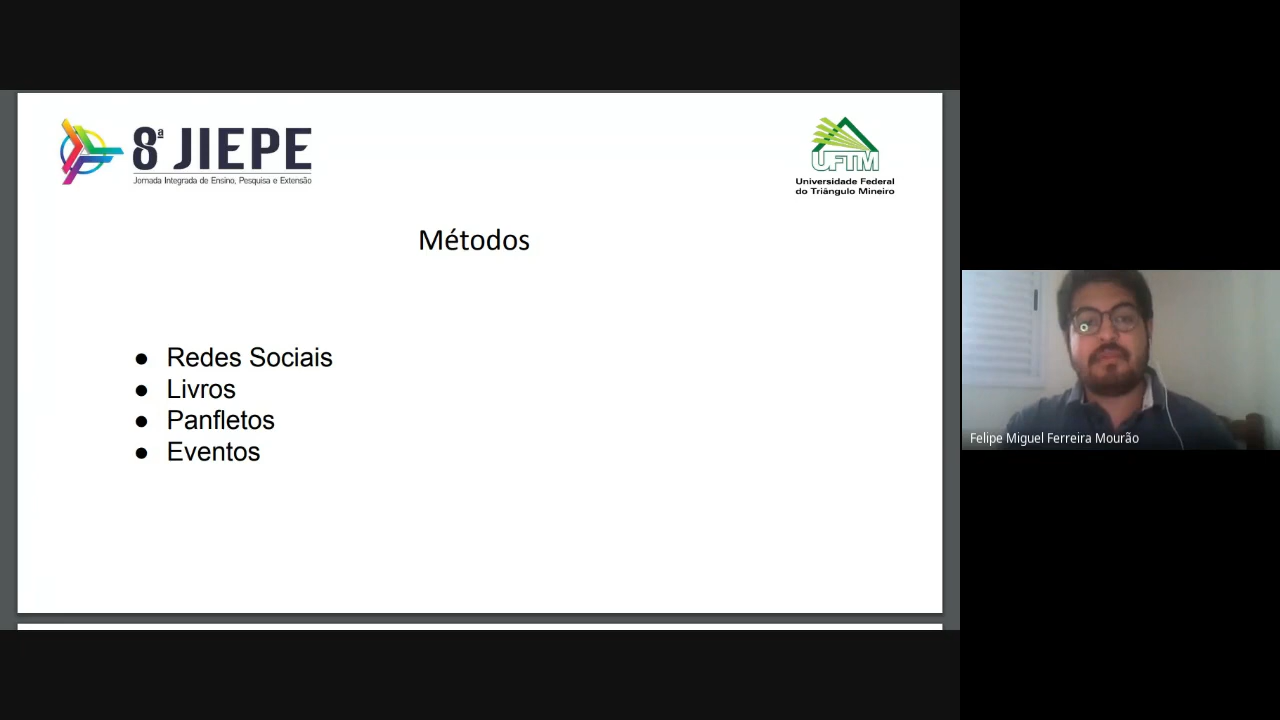 8ª JIEPE
Jornada Integrada de Ensino, Pesquisa e Extensão
UFTM
Universidade Federal
do Triângulo Mineiro
Métodos
● Redes Sociais
● Livros
● Panfletos
● Eventos
Felipe Miguel Ferreira Mourão